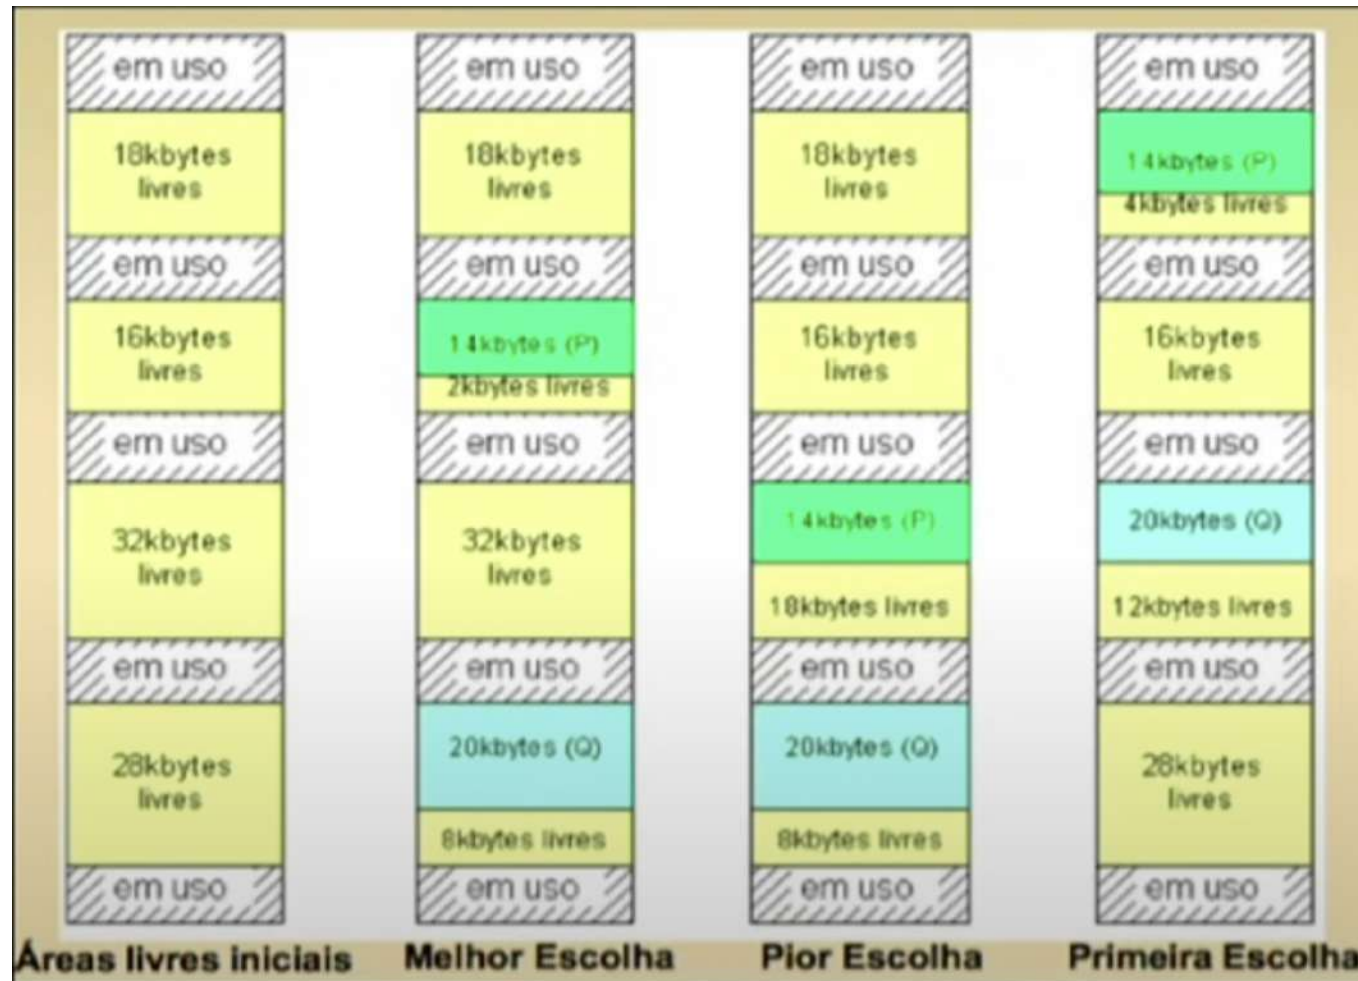 em uso
18kbytes
livres
em uso
16kbytes
livres
em uso
32kbytes
livres
em uso
28kbytes
livres
em uso
Áreas livres iniciais
em uso
18kbytes
livres
em uso
14kbytes (P)
2kbytes livres
em uso
32kbytes
livres
em uso
20kbytes (Q)
8kbytes livres
em uso
Melhor Escolha
em uso
18kbytes
livres
em uso
16kbytes
livres
em uso
14kbytes (P)
18kbytes livres
em uso
20kbytes (Q)
8kbytes livres
em uso
Pior Escolha
em uso
14kbytes (P)
4kbytes livres
em uso
16kbytes
livres
em uso
20kbytes (Q)
12kbytes livres
em uso
28kbytes
livres
em uso
Primeira Escolha